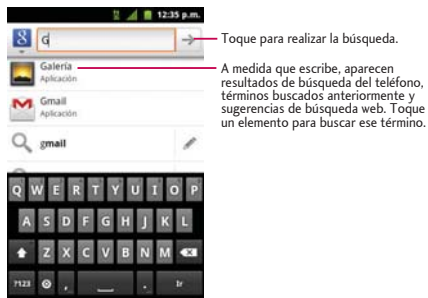 12:35 p.m.
8 G
Toque para realizar la búsqueda.
Galería
Aplicación
A medida que escribe, aparecen
resultados de búsqueda del teléfono,
términos buscados anteriormente y
sugerencias de búsqueda web. Toque
un elemento para buscar ese término.
Gmail
Aplicación
gmail
Q W E R T Y U I O P
A S D F G H J K L
Z X C V B N M
?123 , . Ir